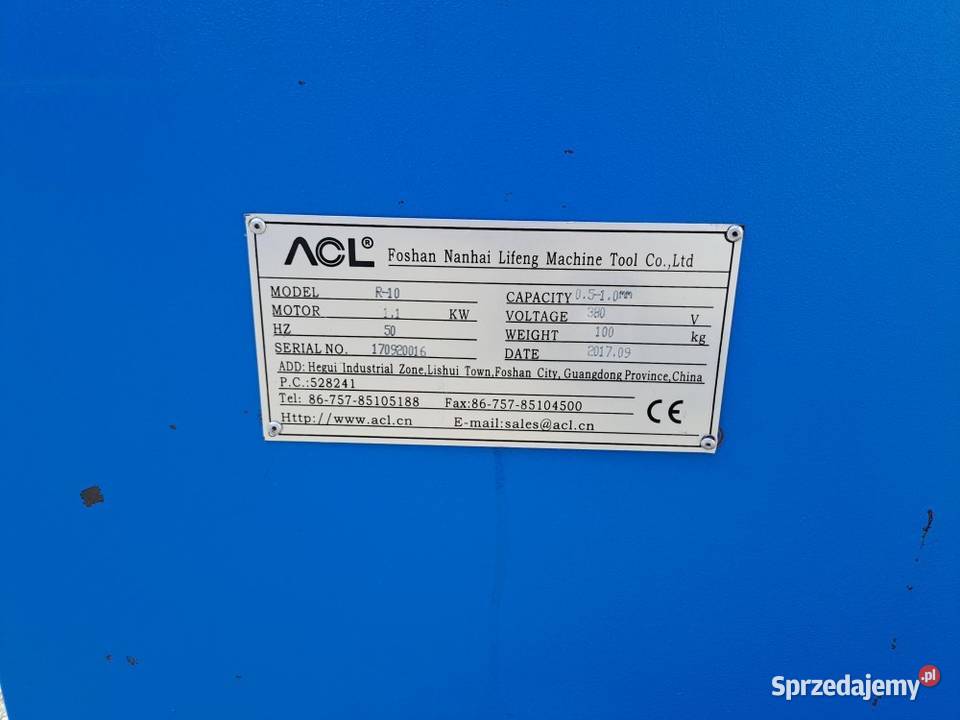 ACL® Foshan Nanhai Lifeng Machine Tool Co.,Ltd
MODEL R-10 CAPACITY 0.5-1.0mm
MOTOR 1.1 KW VOLTAGE 380 V
HZ 50 WEIGHT 100 kg
SERIAL NO. 170920016 DATE 2017.09
ADD: Hegui Industrial Zone,Lishui Town,Foshan City, Guangdong Province,China
P.C.:528241
Tel: 86-757-85105188 Fax:86-757-85104500
Http://www.acl.cn E-mail:sales@acl.cn
CE
Sprzedajemy.pl